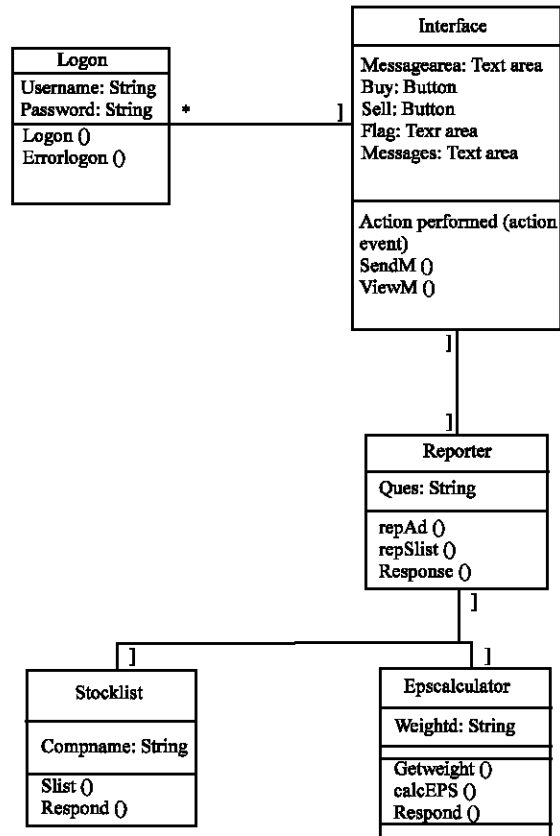 Logon
Username: String
Password: String
Logon ()
Errorlogon ()
*
]
Interface
Messagearea: Text area
Buy: Button
Sell: Button
Flag: Texr area
Messages: Text area
Action performed (action
event)
SendM ()
ViewM ()
]
]
Reporter
Ques: String
repAd ()
repSlist ()
Response ()
]
]
]
Stocklist
Compname: String
Slist ()
Respond ()
Epscalculator
Weightd: String
Getweight ()
calcEPS ()
Respond ()